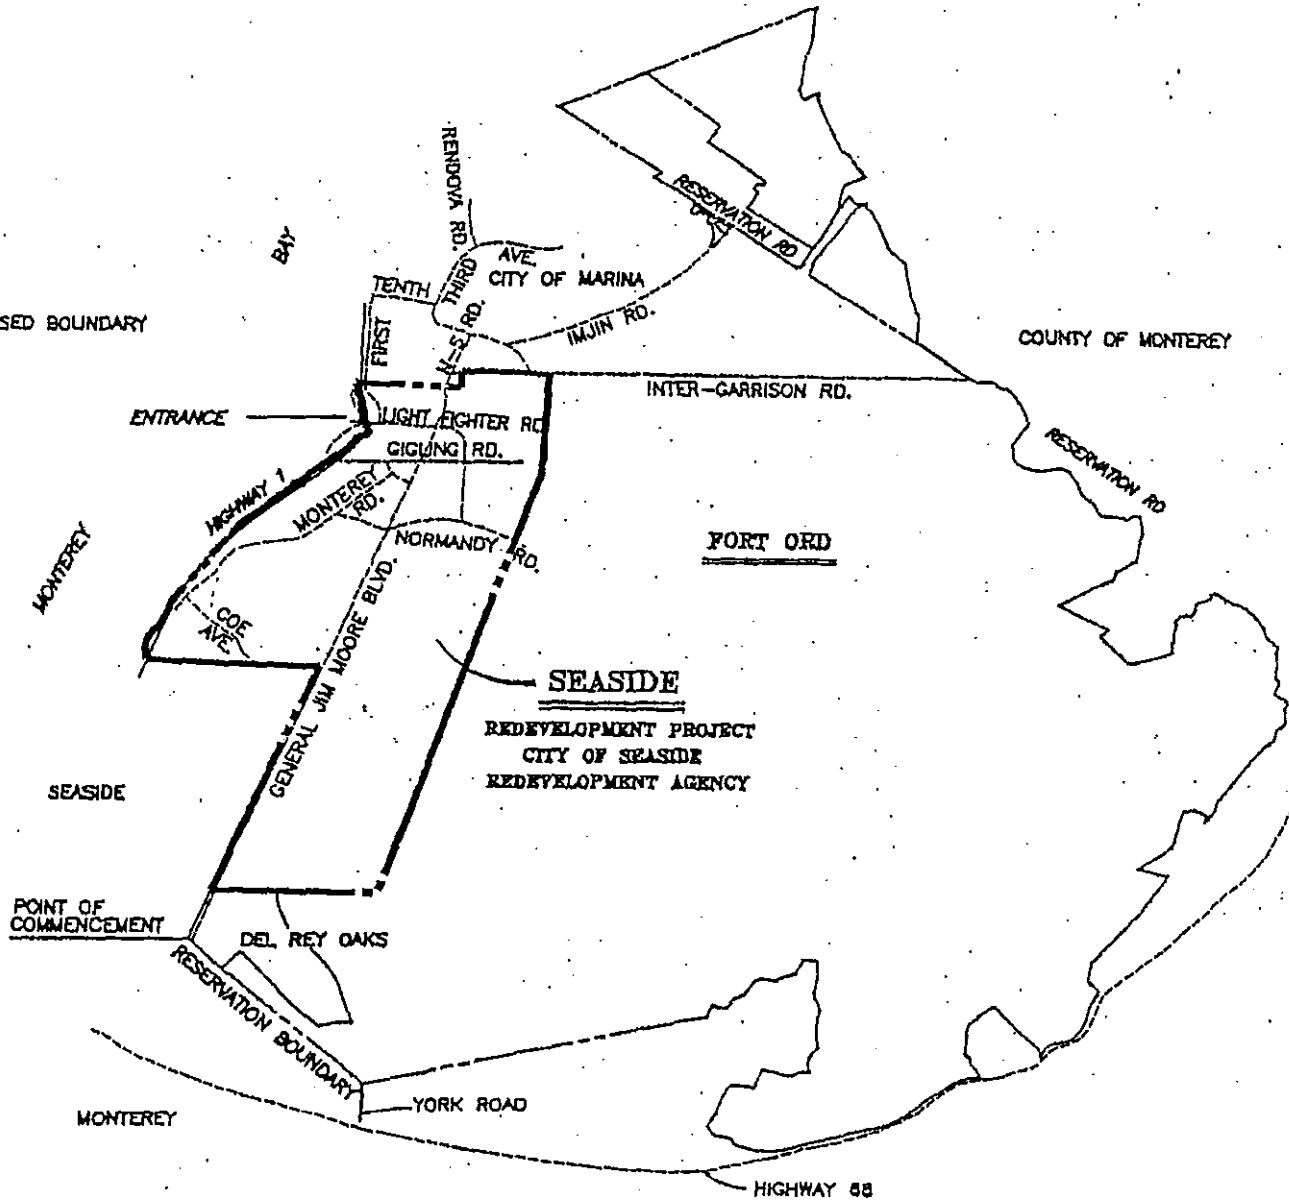 RENDOVA RD.
RESERVATION RD
BAY
AVE.
CITY OF MARINA
TENTH
THIRD
SED BOUNDARY
FIRST
N-S RD.
IMJIN RD.
COUNTY OF MONTEREY
INTER-GARRISON RD.
ENTRANCE
LIGHT FIGHTER RD
GIGLING RD.
RESERVATION RD
HIGHWAY 1
MONTEREY
RD.
NORMANDY RD.
FORT ORD
MONTEREY
COE
AVE.
GENERAL JIM MOORE BLVD.
SEASIDE
REDEVELOPMENT PROJECT
CITY OF SEASIDE
REDEVELOPMENT AGENCY
SEASIDE
POINT OF
COMMENCEMENT
DEL REY OAKS
RESERVATION BOUNDARY
YORK ROAD
MONTEREY
HIGHWAY